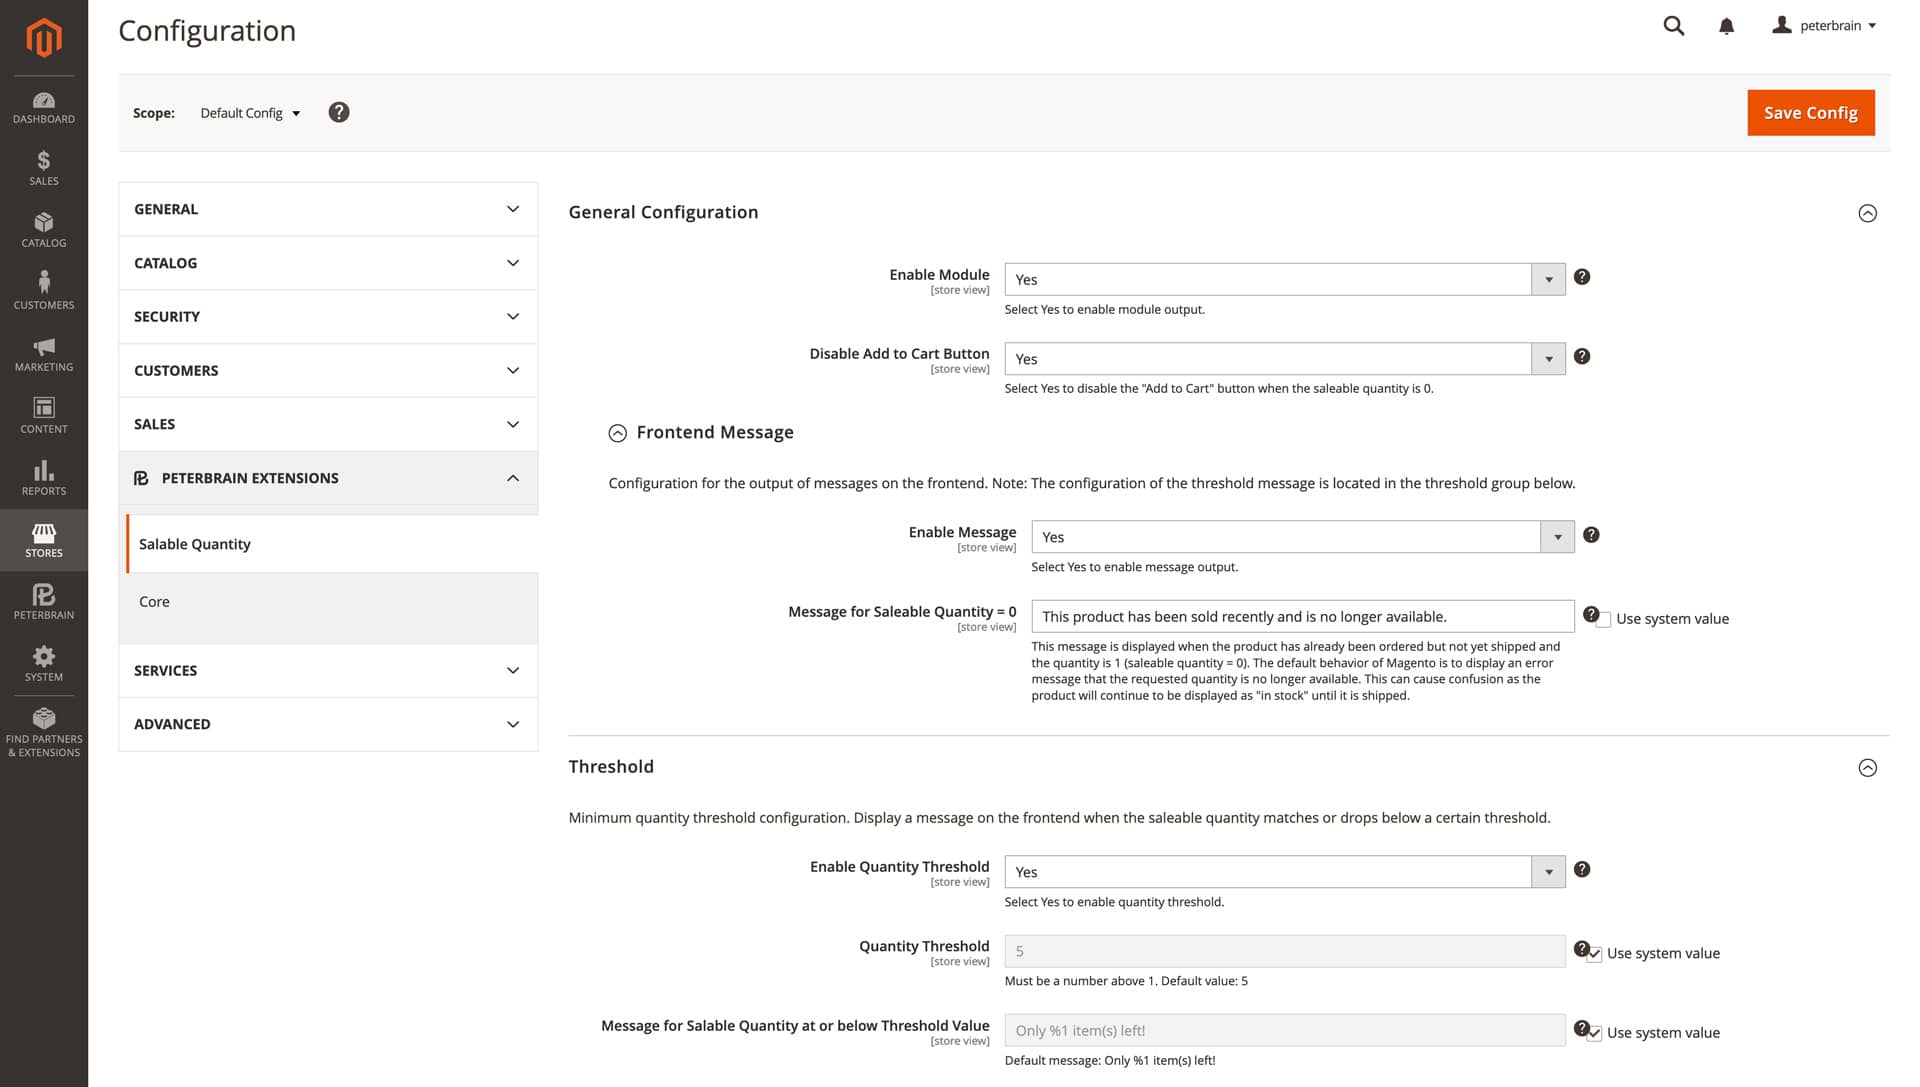 Configuration
peterbrain
Scope: Default Config
Save Config
DASHBOARD
SALES
CATALOG
CUSTOMERS
MARKETING
CONTENT
REPORTS
STORES
PETERBRAIN
SYSTEM
FIND PARTNERS
& EXTENSIONS
GENERAL
CATALOG
SECURITY
CUSTOMERS
SALES
PETERBRAIN EXTENSIONS
Salable Quantity
Core
SERVICES
ADVANCED
General Configuration
Enable Module
[store view]
Yes
Select Yes to enable module output.
Disable Add to Cart Button
[store view]
Yes
Select Yes to disable the "Add to Cart" button when the saleable quantity is 0.
Frontend Message
Configuration for the output of messages on the frontend. Note: The configuration of the threshold message is located in the threshold group below.
Enable Message
[store view]
Yes
Select Yes to enable message output.
Message for Saleable Quantity = 0
[store view]
This product has been sold recently and is no longer available.
Use system value
This message is displayed when the product has already been ordered but not yet shipped and
the quantity is 1 (saleable quantity = 0). The default behavior of Magento is to display an error
message that the requested quantity is no longer available. This can cause confusion as the
product will continue to be displayed as "in stock" until it is shipped.
Threshold
Minimum quantity threshold configuration. Display a message on the frontend when the saleable quantity matches or drops below a certain threshold.
Enable Quantity Threshold
[store view]
Yes
Select Yes to enable quantity threshold.
Quantity Threshold
[store view]
5
Use system value
Must be a number above 1. Default value: 5
Message for Salable Quantity at or below Threshold Value
[store view]
Only %1 item(s) left!
Use system value
Default message: Only %1 item(s) left!